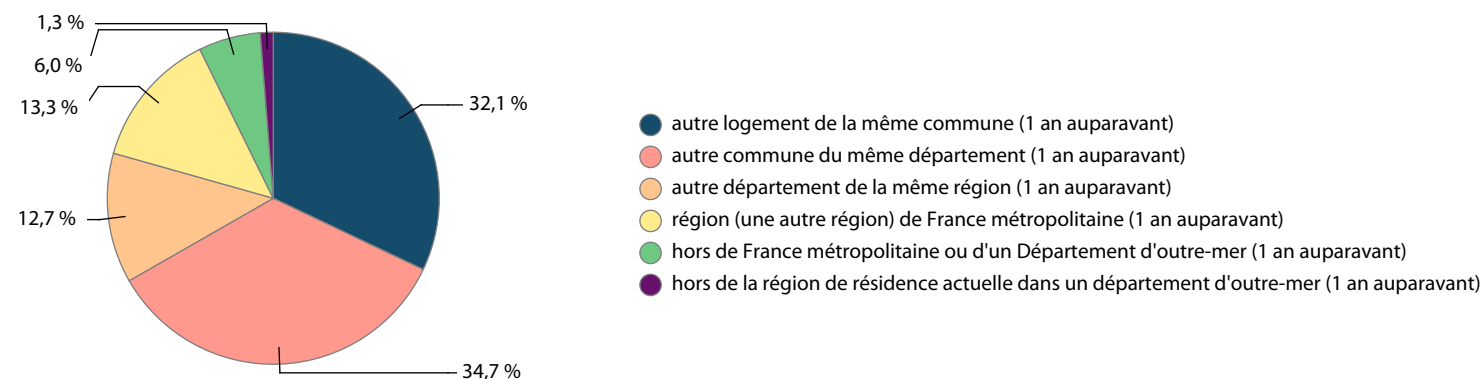 1,3 %
6,0 %
13,3 %
12,7 %
32,1 %
34,7 %
autre logement de la même commune (1 an auparavant)
autre commune du même département (1 an auparavant)
autre département de la même région (1 an auparavant)
région (une autre région) de France métropolitaine (1 an auparavant)
hors de France métropolitaine ou d'un Département d'outre-mer (1 an auparavant)
hors de la région de résidence actuelle dans un département d'outre-mer (1 an auparavant)